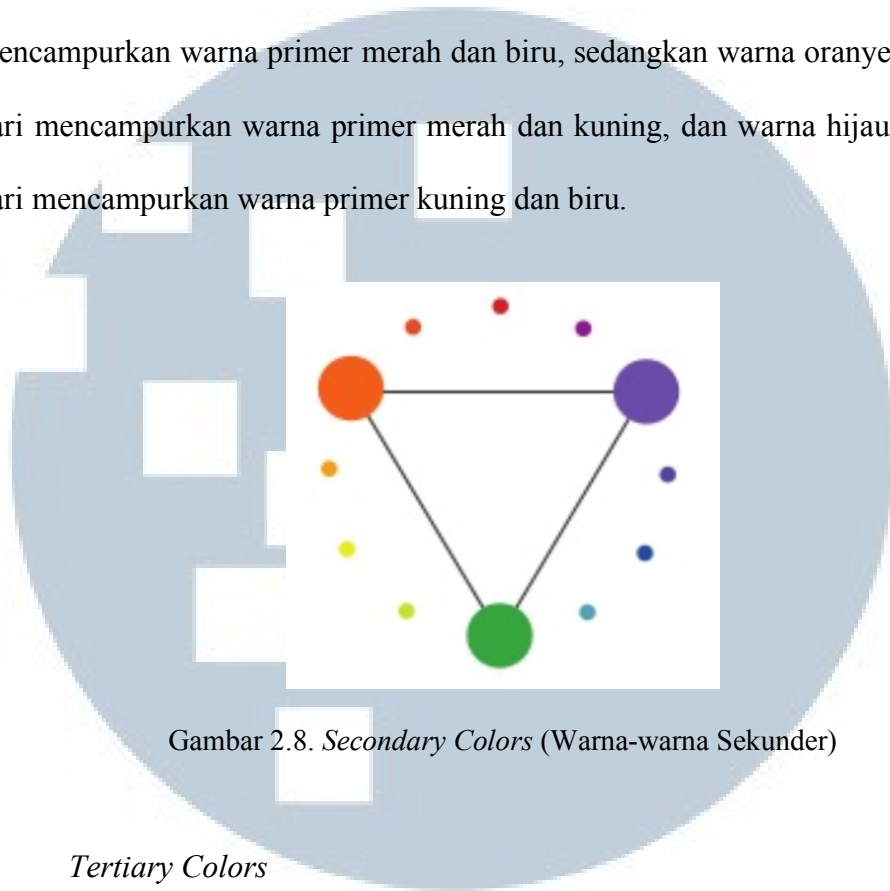 encampurkan warna primer merah dan biru, sedangkan warna oranye
ari mencampurkan warna primer merah dan kuning, dan warna hijau
ari mencampurkan warna primer kuning dan biru.
Gambar 2.8. Secondary Colors (Warna-warna Sekunder)
Tertiary Colors